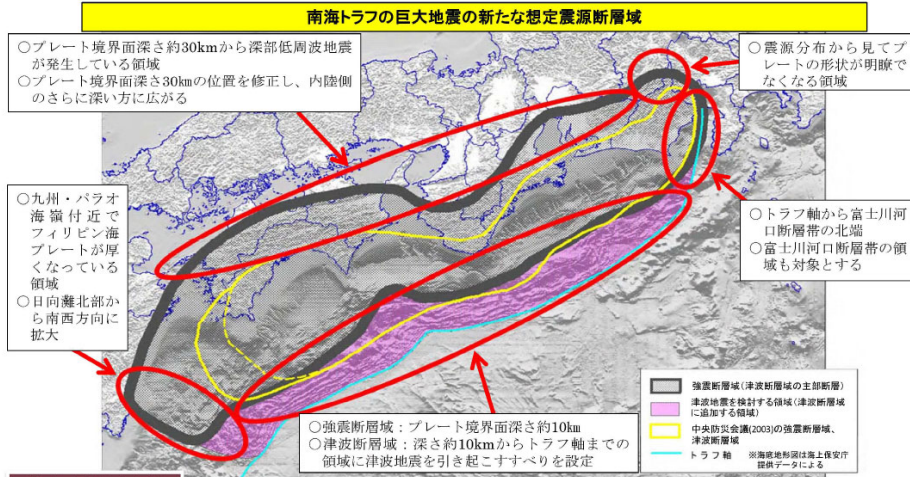 南海トラフの巨大地震の新たな想定震源断層域
○プレート境界面深さ約30kmから深部低周波地震
が発生している領域
○プレート境界面深さ30㎞の位置を修正し、内陸側
のさらに深い方に広がる
○震源分布から見てプ
レートの形状が明瞭で
なくなる領域
○九州・パラオ
海嶺付近で
フィリピン海
プレートが厚
くなっている
領域
○日向灘北部か
ら南西方向に
拡大
○トラフ軸から富士川河
口断層帯の北端
○富士川河口断層帯の領
域も対象とする
○強震断層域：プレート境界面深さ約10㎞
○津波断層域：深さ約10kmからトラフ軸までの
領域に津波地震を引き起こすすべりを設定
強震断層域(津波断層域の主部断層)
津波地震を検討する領域(津波断層域
に追加する領域)
中央防災会議(2003)の強震断層域、
津波断層域
トラフ軸 ※海底地形図は海上保安庁
提供データによる